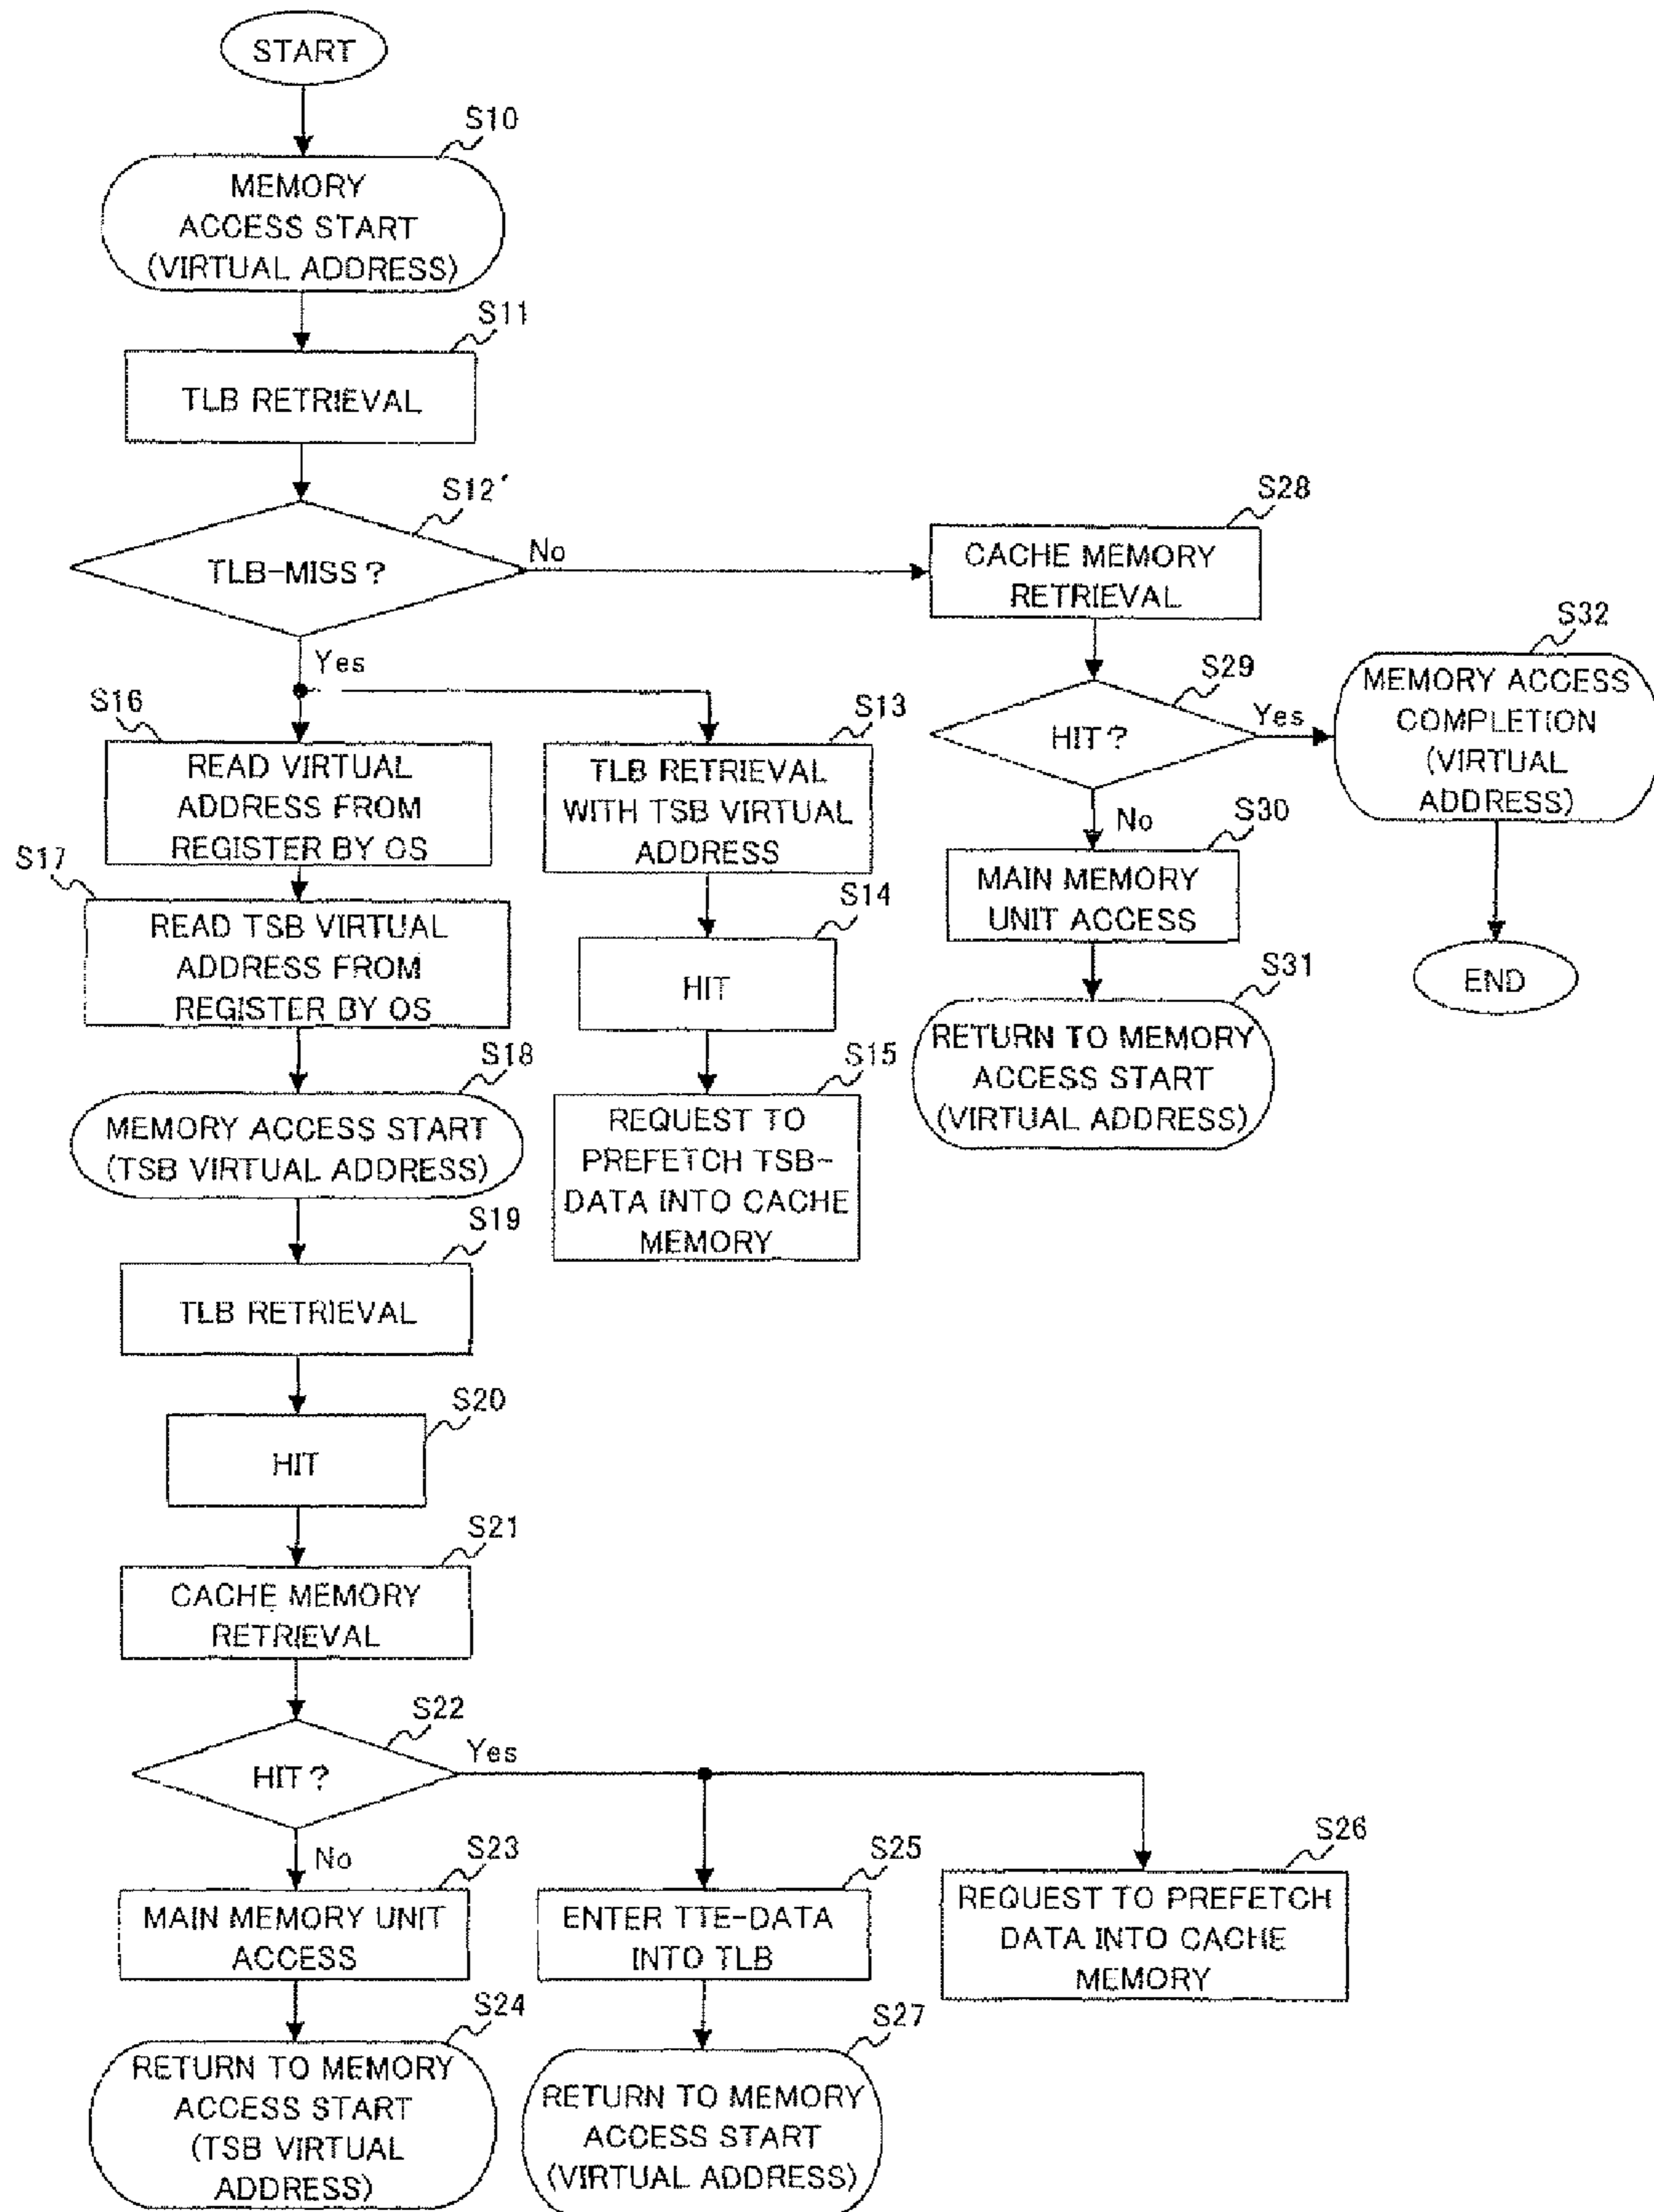 START
S10
MEMORY
ACCESS START
(VIRTUAL ADDRESS)
S11
TLB RETRIEVAL
S12'
TLB-MISS?
No
Yes
S28
CACHE MEMORY
RETRIEVAL
S29
HIT?
Yes
No
S32
MEMORY ACCESS
COMPLETION
(VIRTUAL
ADDRESS)
END
S30
MAIN MEMORY
UNIT ACCESS
S31
RETURN TO MEMORY
ACCESS START
(VIRTUAL ADDRESS)
S16
READ VIRTUAL
ADDRESS FROM
REGISTER BY OS
S17
READ TSB VIRTUAL
ADDRESS FROM
REGISTER BY OS
S13
TLB RETRIEVAL
WITH TSB VIRTUAL
ADDRESS
S14
HIT
S15
REQUEST TO
PREFETCH TSB-
DATA INTO CACHE
MEMORY
S18
MEMORY ACCESS START
(TSB VIRTUAL ADDRESS)
S19
TLB RETRIEVAL
S20
HIT
S21
CACHE MEMORY
RETRIEVAL
S22
HIT?
Yes
No
S23
MAIN MEMORY UNIT
ACCESS
S24
RETURN TO MEMORY
ACCESS START
(TSB VIRTUAL
ADDRESS)
S25
ENTER TTE-DATA
INTO TLB
S27
RETURN TO MEMORY
ACCESS START
(VIRTUAL ADDRESS)
S26
REQUEST TO PREFETCH
DATA INTO CACHE
MEMORY